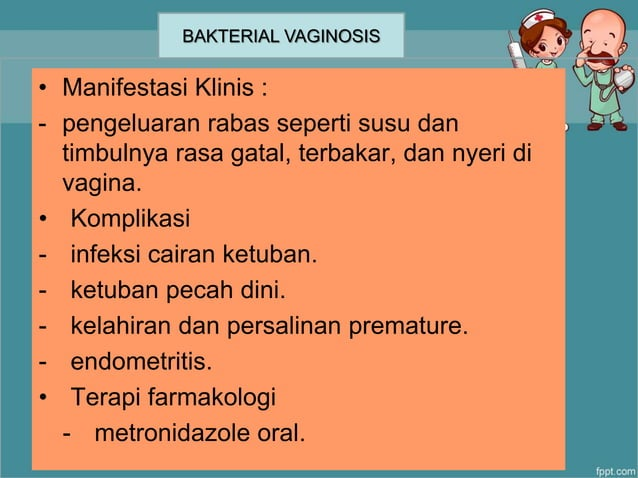 BAKTERIAL VAGINOSIS
• Manifestasi Klinis :
- pengeluaran rabas seperti susu dan
timbulnya rasa gatal, terbakar, dan nyeri di
vagina.
• Komplikasi
- infeksi cairan ketuban.
- ketuban pecah dini.
- kelahiran dan persalinan premature.
- endometritis.
• Terapi farmakologi
- metronidazole oral.
fppt.com